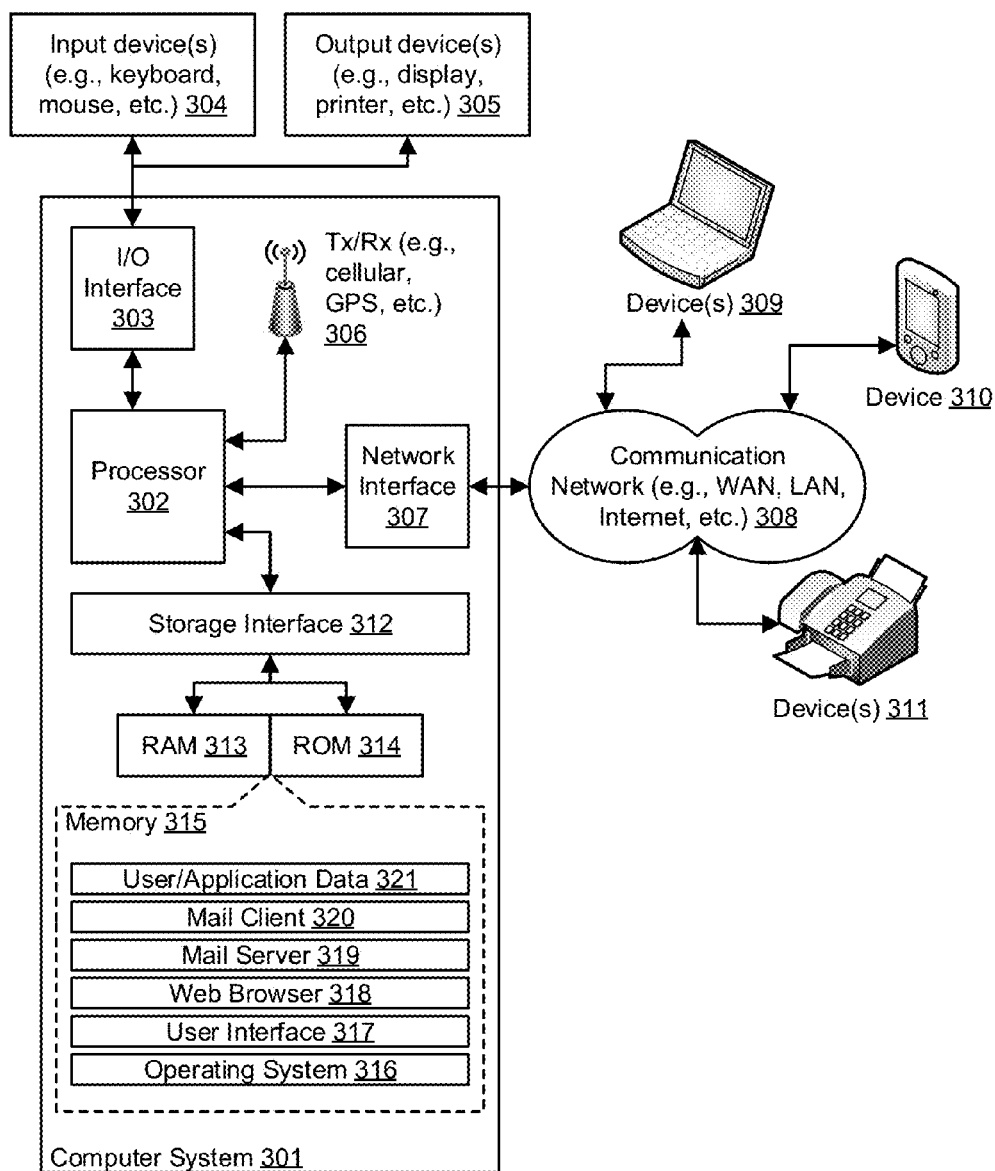 Input device(s)
(e.g., keyboard,
mouse, etc.) 304
Output device(s)
(e.g., display,
printer, etc.) 305
I/O
Interface
303
Tx/Rx (e.g.,
cellular,
GPS, etc.)
306
Device(s) 309
Device 310
Processor
302
Network
Interface
307
Communication
Network (e.g., WAN, LAN,
Internet, etc.) 308
Storage Interface 312
Device(s) 311
RAM 313
ROM 314
Memory 315
User/Application Data 321
Mail Client 320
Mail Server 319
Web Browser 318
User Interface 317
Operating System 316
Computer System 301